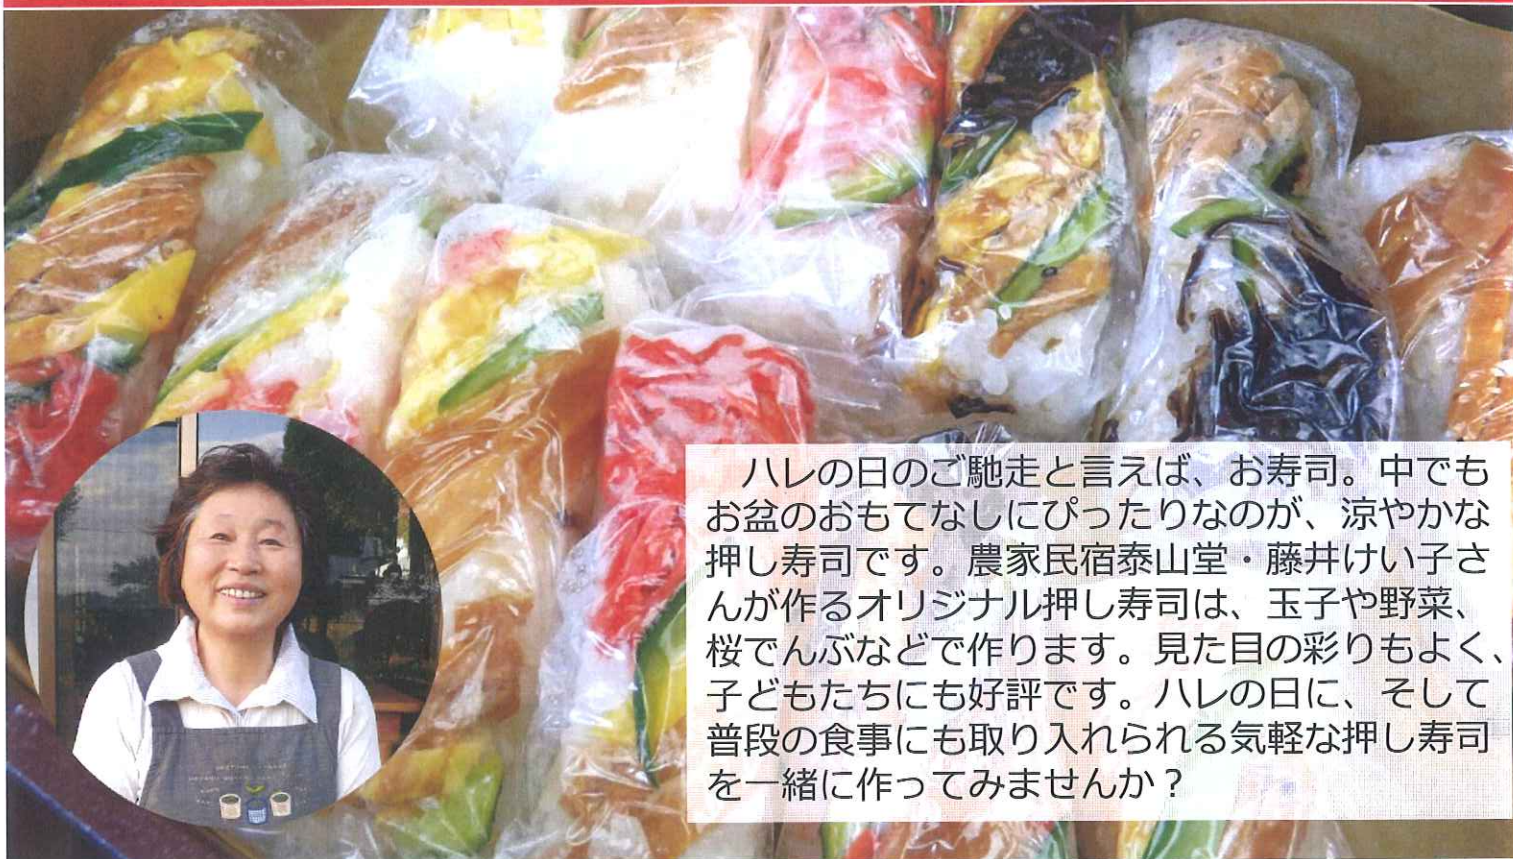 ハレの日のご馳走と言えば、お寿司。中でも
お盆のおもてなしにぴったりなのが、涼やかな
押し寿司です。農家民宿泰山堂・藤井けい子さ
んが作るオリジナル押し寿司は、玉子や野菜、
桜でんぶなどで作ります。見た目の彩りもよく、
子どもたちにも好評です。ハレの日に、そして
普段の食事にも取り入れられる気軽な押し寿司
を一緒に作ってみませんか？